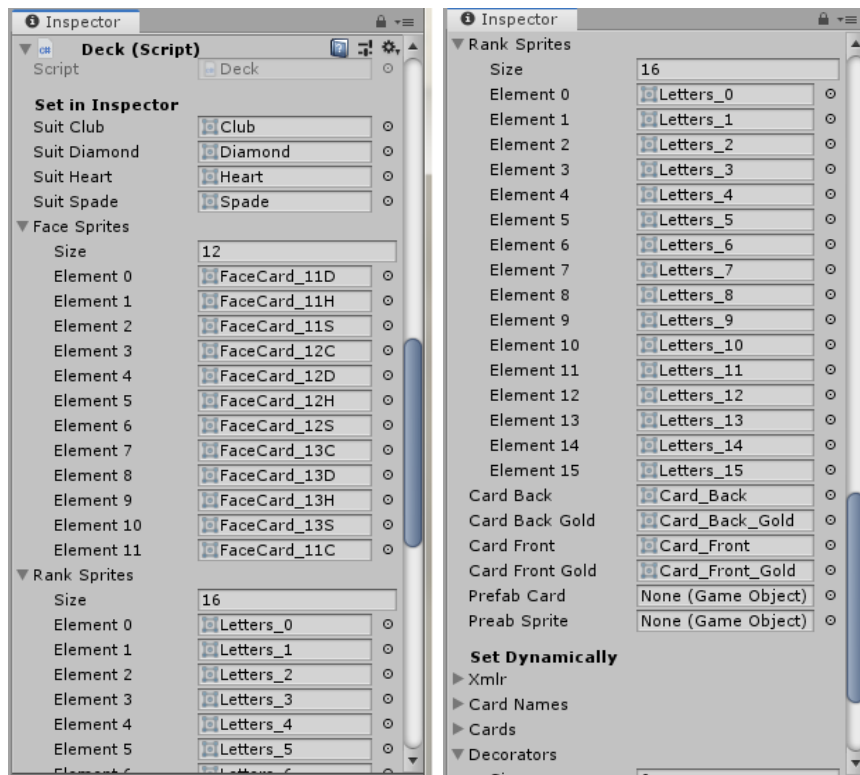 Inspector
Deck (Script)
Script Deck
Set in Inspector
Suit Club Club
Suit Diamond Diamond
Suit Heart Heart
Suit Spade Spade
Face Sprites
Size 12
Element 0 FaceCard_11D
Element 1 FaceCard_11H
Element 2 FaceCard_11S
Element 3 FaceCard_12C
Element 4 FaceCard_12D
Element 5 FaceCard_12H
Element 6 FaceCard_12S
Element 7 FaceCard_13C
Element 8 FaceCard_13D
Element 9 FaceCard_13H
Element 10 FaceCard_13S
Element 11 FaceCard_11C
Rank Sprites
Size 16
Element 0 Letters_0
Element 1 Letters_1
Element 2 Letters_2
Element 3 Letters_3
Element 4 Letters_4
Element 5 Letters_5
Inspector
Rank Sprites
Size 16
Element 0 Letters_0
Element 1 Letters_1
Element 2 Letters_2
Element 3 Letters_3
Element 4 Letters_4
Element 5 Letters_5
Element 6 Letters_6
Element 7 Letters_7
Element 8 Letters_8
Element 9 Letters_9
Element 10 Letters_10
Element 11 Letters_11
Element 12 Letters_12
Element 13 Letters_13
Element 14 Letters_14
Element 15 Letters_15
Card Back Card_Back
Card Back Gold Card_Back_Gold
Card Front Card_Front
Card Front Gold Card_Front_Gold
Prefab Card None (Game Object)
Preab Sprite None (Game Object)
Set Dynamically
Xmlr
Card Names
Cards
Decorators